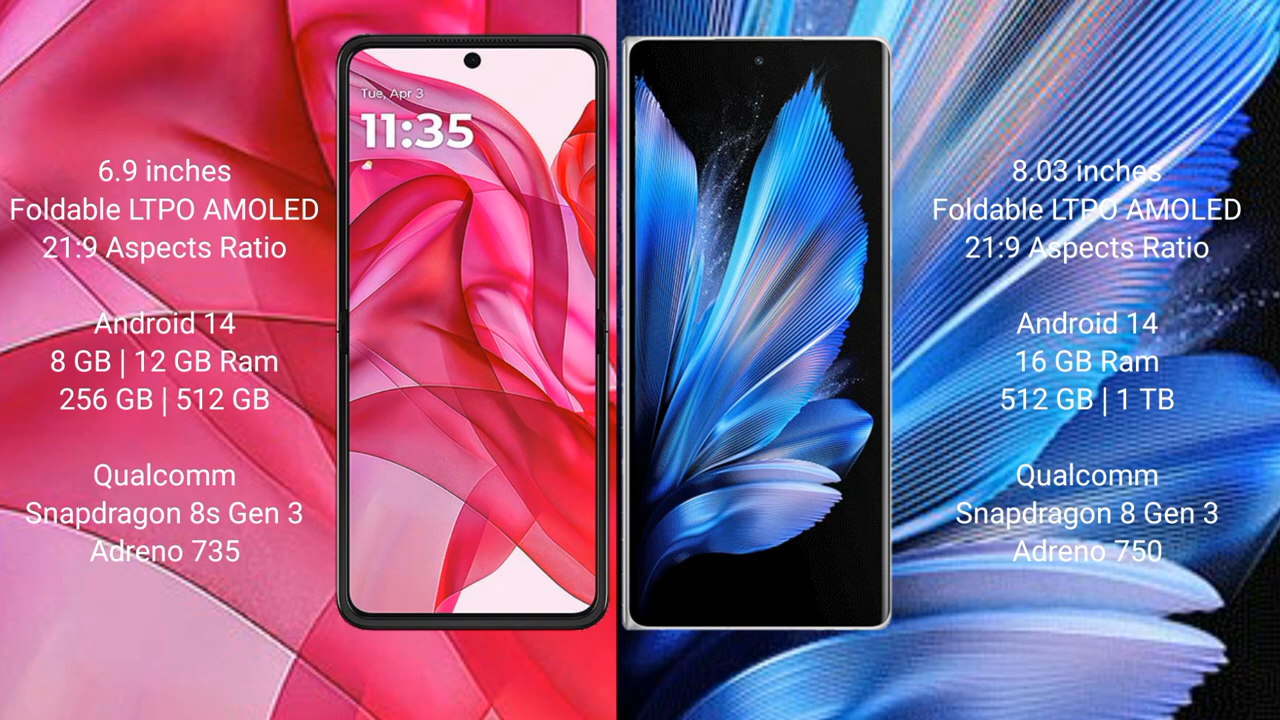 6.9 inches
Foldable LTPO AMOLED
21:9 Aspects Ratio
Android 14
8 GB | 12 GB Ram
256 GB | 512 GB
Qualcomm
Snapdragon 8s Gen 3
Adreno 735
Tue, Apr 3
11:35
8.03 inches
Foldable LTPO AMOLED
21:9 Aspects Ratio
Android 14
16 GB Ram
512 GB | 1 TB
Qualcomm
Snapdragon 8 Gen 3
Adreno 750